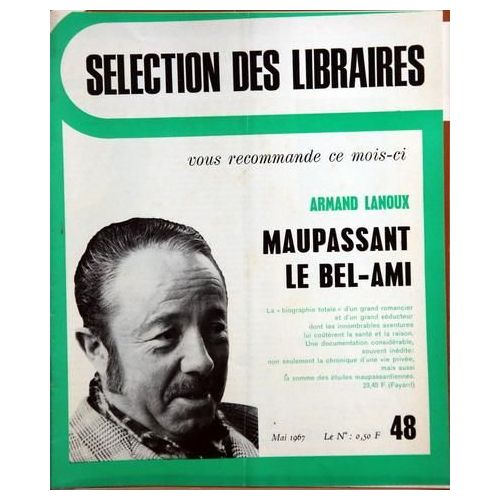 SELECTION DES LIBRAIRES
vous recommande ce mois-ci
ARMAND LANOUX
MAUPASSANT
LE BEL-AMI
La « biographie totale » d'un grand romancier
et d'un grand séducteur
dont les innombrables aventures
lui coûtèrent la santé et la raison.
Une documentation considérable,
souvent inédite:
non seulement la chronique d'une vie privée,
mais aussi
la somme des études maupassantiennes.
23,40 F (Fayard)
Mai 1967 Le N° : 0,50 F 48